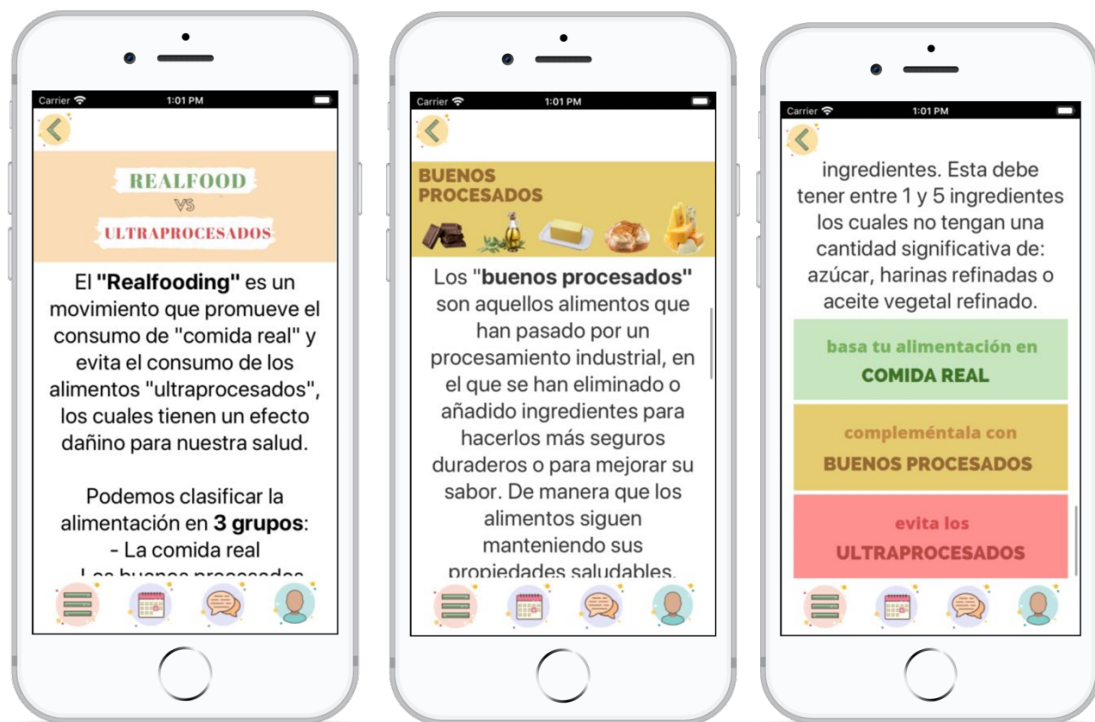 Carrier
1:01 PM
REALFOOD
VS
ULTRAPROCESADOS
El "Realfooding" es un
movimiento que promueve el
consumo de "comida real" y
evita el consumo de los
alimentos "ultraprocesados",
los cuales tienen un efecto
dañino para nuestra salud.
Podemos clasificar la
alimentación en 3 grupos:
- La comida real
Los buenos procesados
Carrier
1:01 PM
BUENOS
PROCESADOS
Los "buenos procesados"
son aquellos alimentos que
han pasado por un
procesamiento industrial, en
el que se han eliminado o
añadido ingredientes para
hacerlos más seguros
duraderos o para mejorar su
sabor. De manera que los
alimentos siguen
manteniendo sus
propiedades saludables.
Carrier
1:01 PM
ingredientes. Esta debe
tener entre 1 y 5 ingredientes
los cuales no tengan una
cantidad significativa de:
azúcar, harinas refinadas o
aceite vegetal refinado.
basa tu alimentación en
COMIDA REAL
compleméntala con
BUENOS PROCESADOS
evita los
ULTRAPROCESADOS